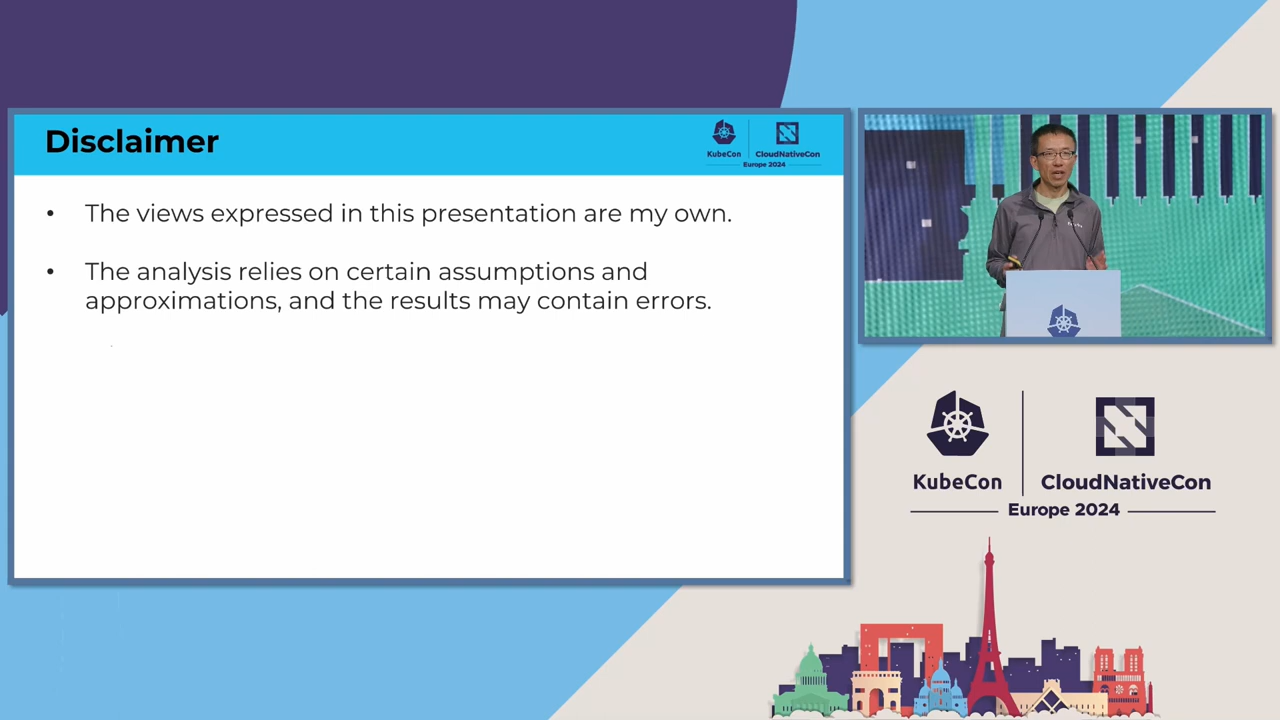 Disclaimer
KubeCon
CloudNativeCon
Europe 2024
• The views expressed in this presentation are my own.
• The analysis relies on certain assumptions and
approximations, and the results may contain errors.
KubeCon
CloudNativeCon
Europe 2024